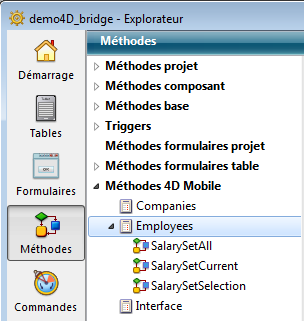 demo4D_bridge - Explorateur
Démarrage
Tables
Formulaires
Méthodes
Commandes
Méthodes
Méthodes projet
Méthodes composant
Méthodes base
Triggers
Méthodes formulaires projet
Méthodes formulaires table
Méthodes 4D Mobile
Companies
Employees
SalarySetAll
SalarySetCurrent
SalarySetSelection
Interface